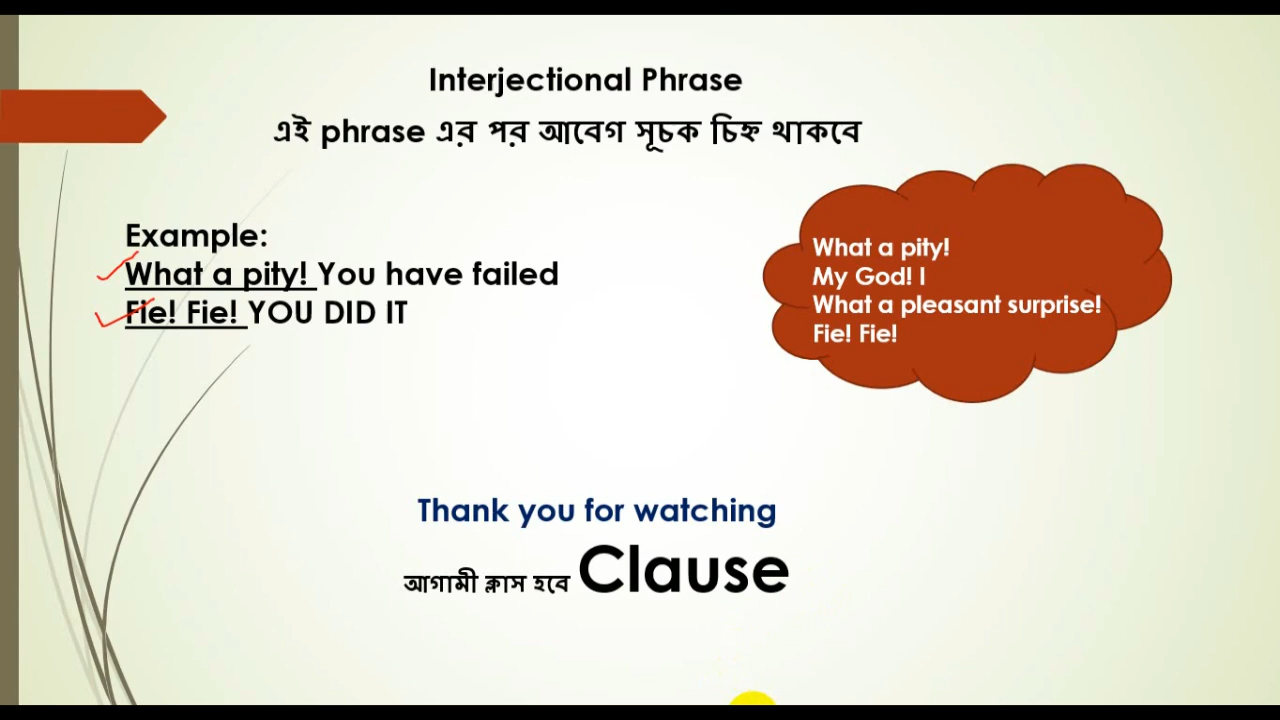 Interjectional Phrase
এই phrase এর পর আবেগ সূচক চিহ্ন থাকবে
Example:
What a pity! You have failed
Fie! Fie! YOU DID IT
What a pity!
My God! I
What a pleasant surprise!
Fie! Fie!
Thank you for watching
আগামী ক্লাস হবে Clause